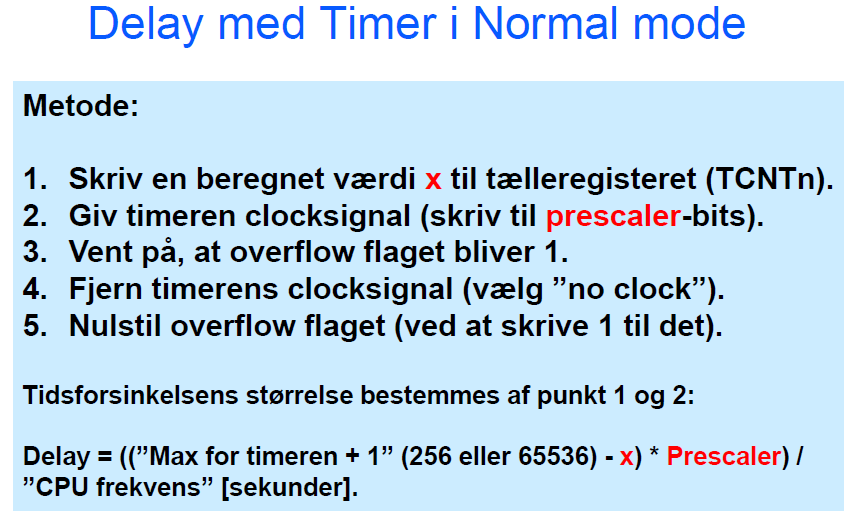 Delay med Timer i Normal mode
Metode:
1. Skriv en beregnet værdi x til tælleregisteret (TCNTn).
2. Giv timeren clocksignal (skriv til prescaler-bits).
3. Vent på, at overflow flaget bliver 1.
4. Fjern timerens clocksignal (vælg ”no clock”).
5. Nulstil overflow flaget (ved at skrive 1 til det).
Tidsforsinkelsens størrelse bestemmes af punkt 1 og 2:
Delay = ((”Max for timeren + 1” (256 eller 65536) - x) * Prescaler) /
”CPU frekvens” [sekunder].